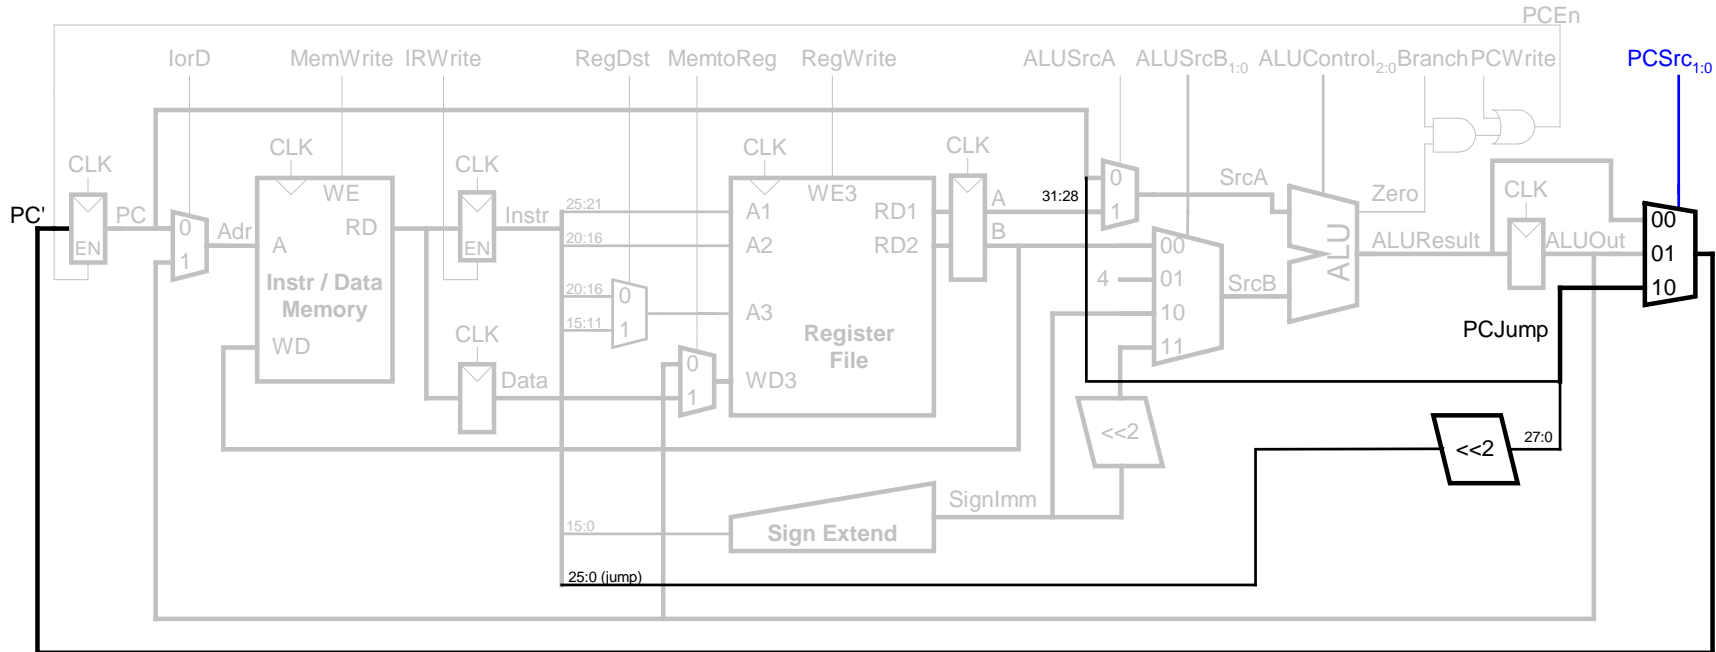 PCEn
IorD MemWrite IRWrite RegDst MemtoReg RegWrite ALUSrcA ALUSrcB1:0 ALUControl2:0 Branch PCWrite PCSrc1:0
CLK CLK CLK CLK CLK CLK
PC' PC EN
0 1 Adr
WE RD A
Instr / Data
Memory
WD
EN Instr
CLK
Data
25:21
20:16
20:16
15:11
15:0
25:0 (jump)
0 1
0 1
WE3
A1 RD1
A2 RD2
A3
Register
File
WD3
A
B
31:28
0 1
SrcA
00
4 01
10
11
SrcB
ALU
Zero
ALUResult
ALUOut
00
01
10
PCJump
<<2
<<2
27:0
SignImm
Sign Extend